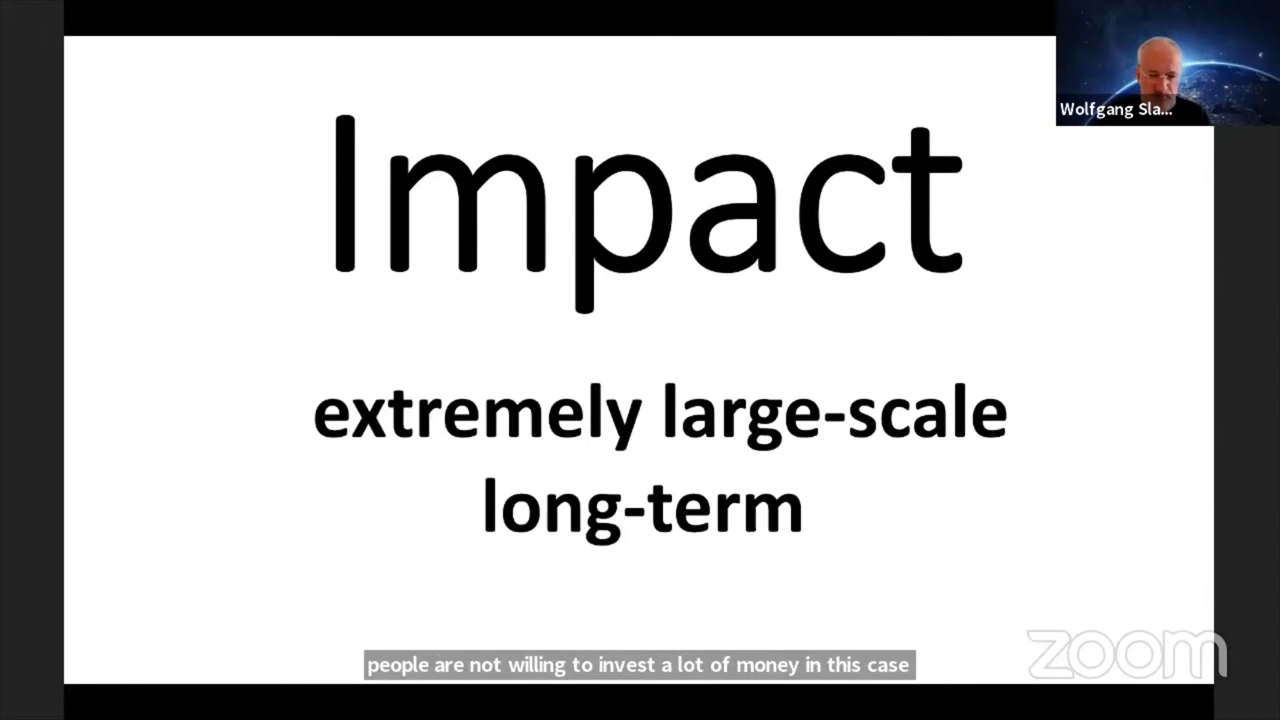 Wolfgang Sla...
Impact
extremely large-scale
long-term
people are not willing to invest a lot of money in this case
zoom